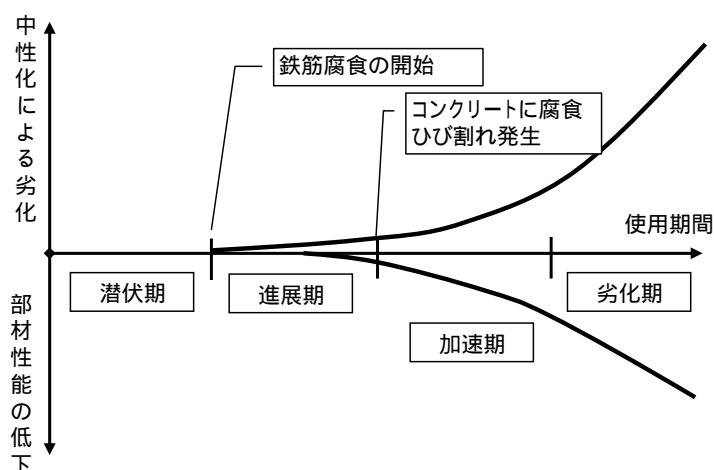 中性化による劣化
鉄筋腐食の開始
コンクリートに腐食
ひび割れ発生
使用期間
潜伏期
進展期
加速期
劣化期
部材性能の低下